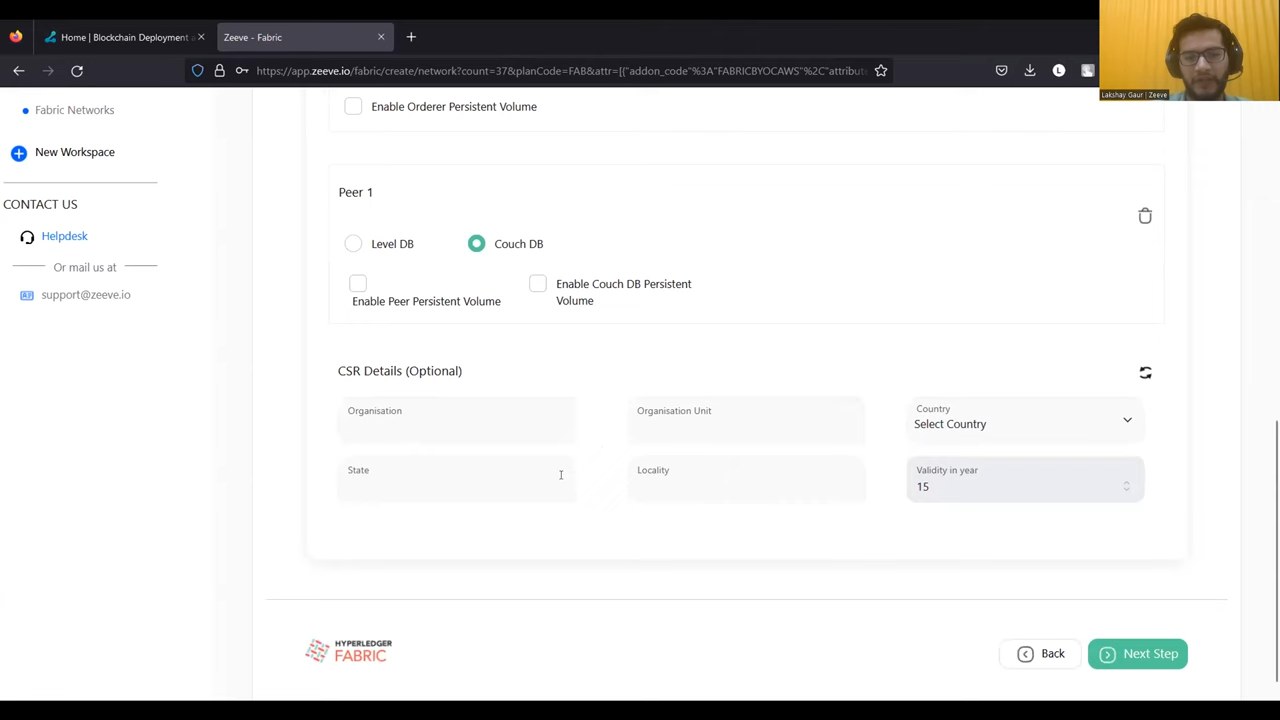 Home | Blockchain Deployment
Zeeve - Fabric
https://app.zeeve.io/fabric/create/network?count=37&planCode=FAB&attr=[{"addon_code"%3A"FABRICBYOCAWS"%2C"attribute
L
Lakshay Gaur | Zeeve
Fabric Networks
New Workspace
CONTACT US
Helpdesk
Or mail us at
support@zeeve.io
Enable Orderer Persistent Volume
Peer 1
Level DB
Couch DB
Enable Peer Persistent Volume
Enable Couch DB Persistent
Volume
CSR Details (Optional)
Organisation
Organisation Unit
Country
Select Country
State
Locality
Validity in year
15
HYPERLEDGER
FABRIC
Back
Next Step